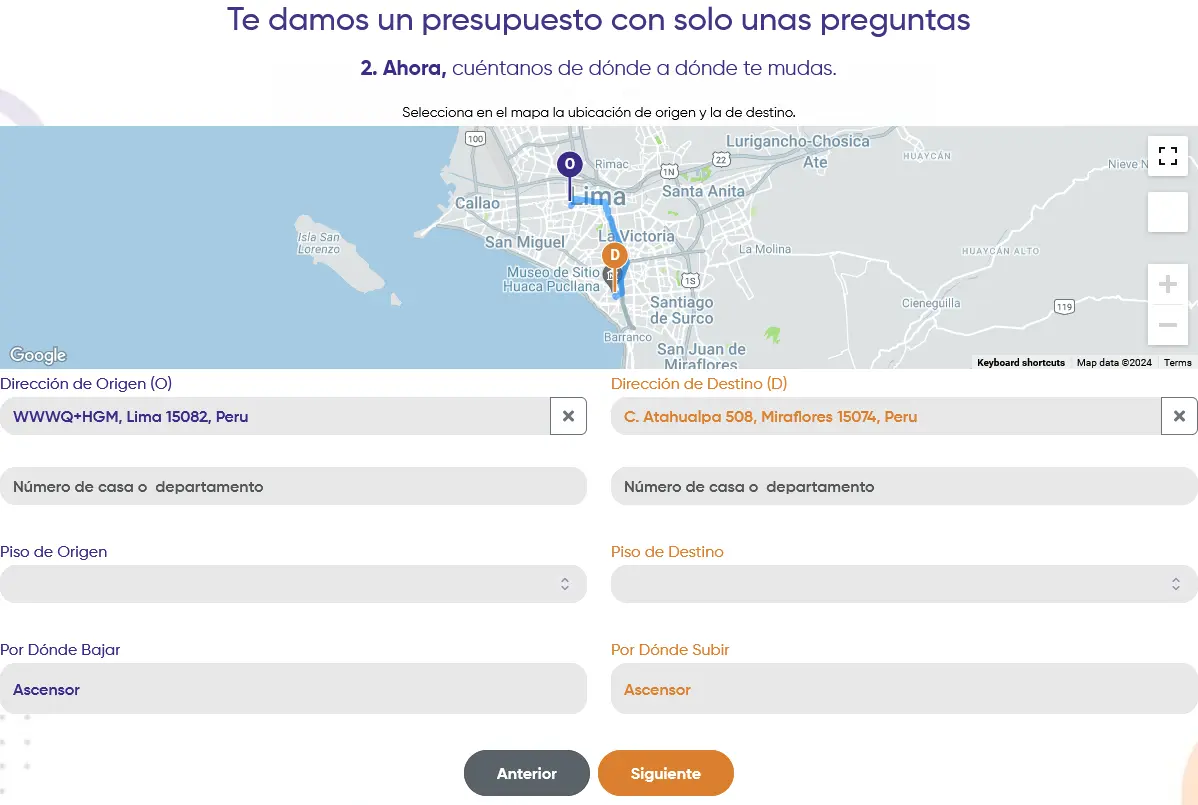 Te damos un presupuesto con solo unas preguntas
2. Ahora, cuéntanos de dónde a dónde te mudas.
Selecciona en el mapa la ubicación de origen y la de destino.
100
O
Rimac
1N
22
Lurigancho-Chosica
Ate
HUAYCÁN
Nieve N
Callao
Lima
Santa Anita
Isla San
Lorenzo
San Miguel
La Victoria
La Molina
HUAYCÁN ALTO
D
Museo de Sitio
Huaca Pucllana
1S
Santiago
de Surco
Cieneguilla
119
Barranco
San Juan de
Miraflores
Google
Keyboard shortcuts Map data ©2024 Terms
Dirección de Origen (O) Dirección de Destino (D)
WWWQ+HGM, Lima 15082, Peru C. Atahualpa 508, Miraflores 15074, Peru
Número de casa o  departamento Número de casa o  departamento
Piso de Origen Piso de Destino
Por Dónde Bajar Por Dónde Subir
Ascensor Ascensor
Anterior Siguiente